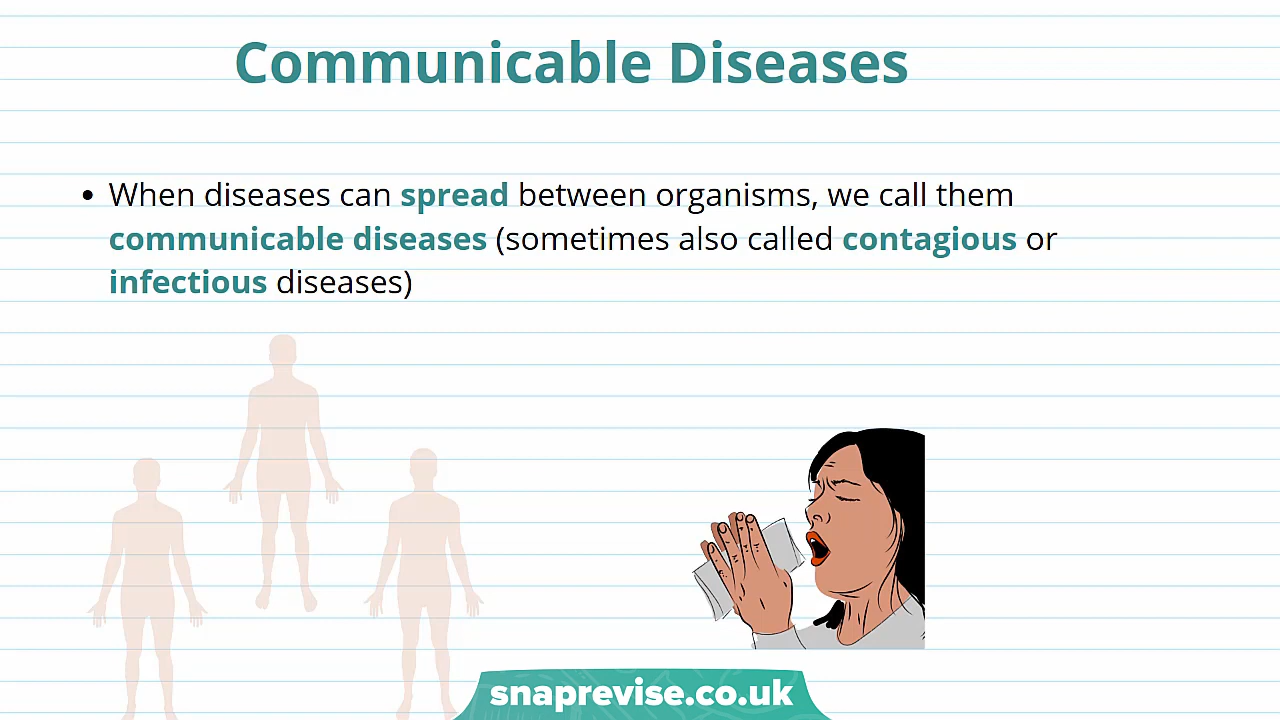 Communicable Diseases
• When diseases can spread between organisms, we call them
communicable diseases (sometimes also called contagious or
infectious diseases)
snaprevise.co.uk